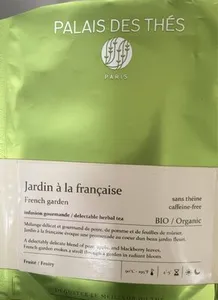 PALAIS DES THÉS
PARIS
Jardin à la française
French garden
sans théine
caffeine-free
infusion gourmande / delectable herbal tea
BIO / Organic
Mélange délicat et gourmand de poire, de pomme et de feuilles de mûrier.
Jardin à la française évoque une promenade au coeur des beaux jardins fleuris.
A delectably delicate blend of pear, apple, and blackberry leaves.
French garden evokes a stroll through a garden in radiant bloom.
Fruité / Fruity